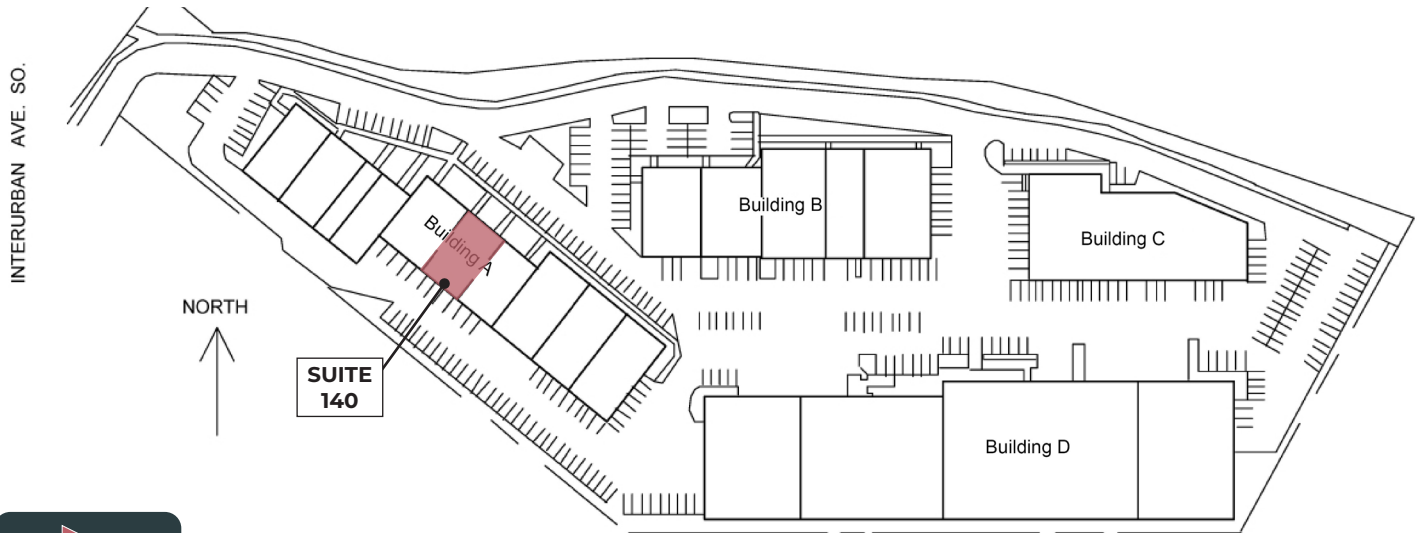 INTERURBAN AVE. SO.
Building A
Building B
Building C
Building D
NORTH
SUITE
140